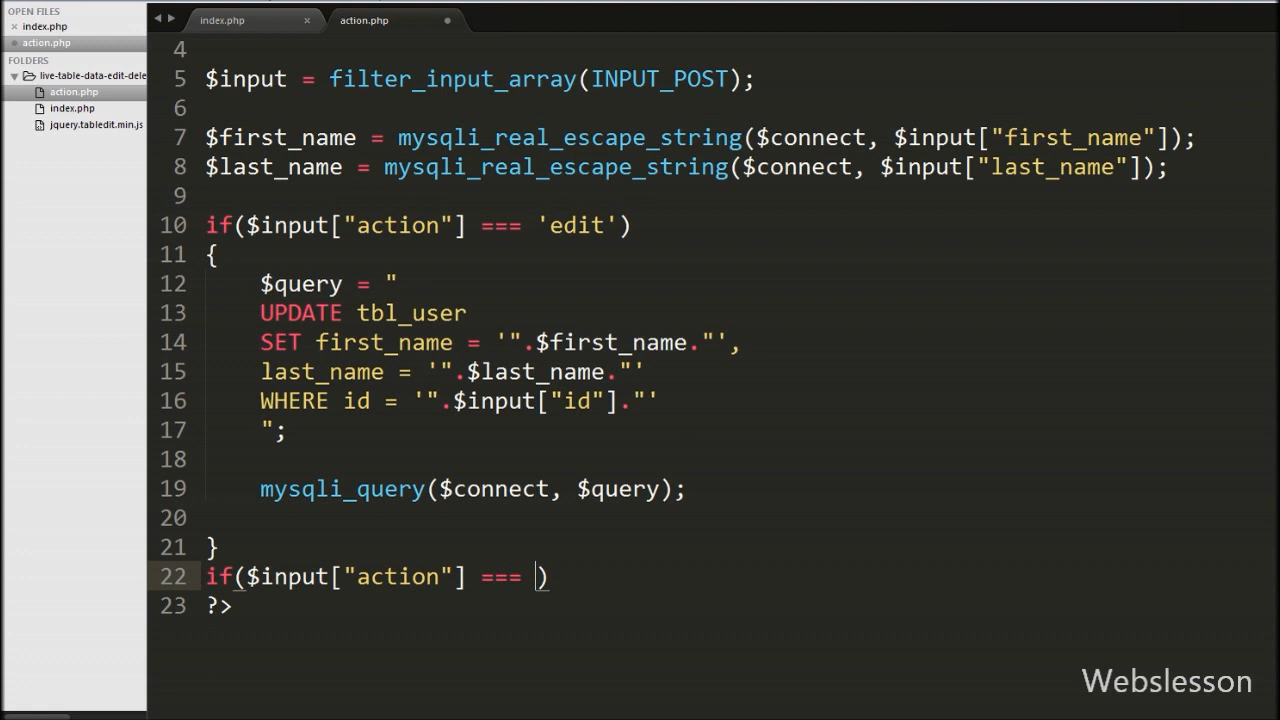 OPEN FILES
index.php
action.php
FOLDERS
live-table-data-edit-dele
action.php
index.php
jquery.tabledit.min.js
index.php
action.php
4
5 $input = filter_input_array(INPUT_POST);
6
7 $first_name = mysqli_real_escape_string($connect, $input["first_name"]);
8 $last_name = mysqli_real_escape_string($connect, $input["last_name"]);
9
10 if($input["action"] === 'edit')
11 {
12 $query = "
13 UPDATE tbl_user
14 SET first_name = '".$first_name."',
15 last_name = '".$last_name."'
16 WHERE id = '".$input["id"]."'
17 ";
18
19 mysqli_query($connect, $query);
20
21 }
22 if($input["action"] === )
23 ?>
Webslesson